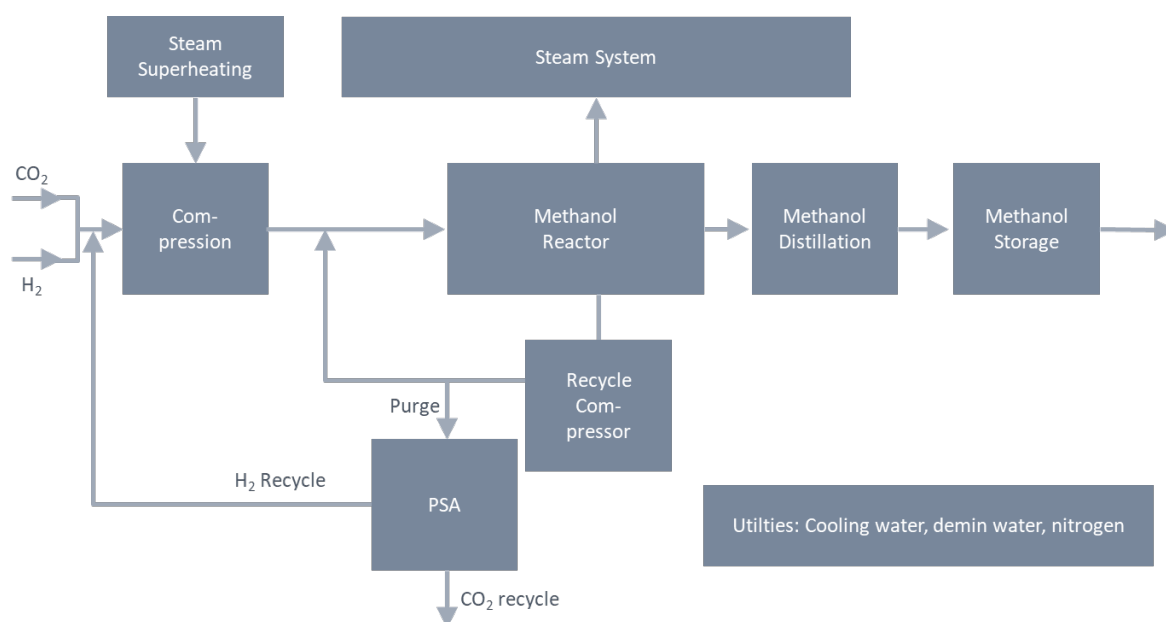 Steam
Superheating
Steam System
CO₂
H₂
Com-
pression
Methanol
Reactor
Methanol
Distillation
Methanol
Storage
Recycle
Com-
pressor
Purge
H₂ Recycle
PSA
Utilties: Cooling water, demin water, nitrogen
CO₂ recycle